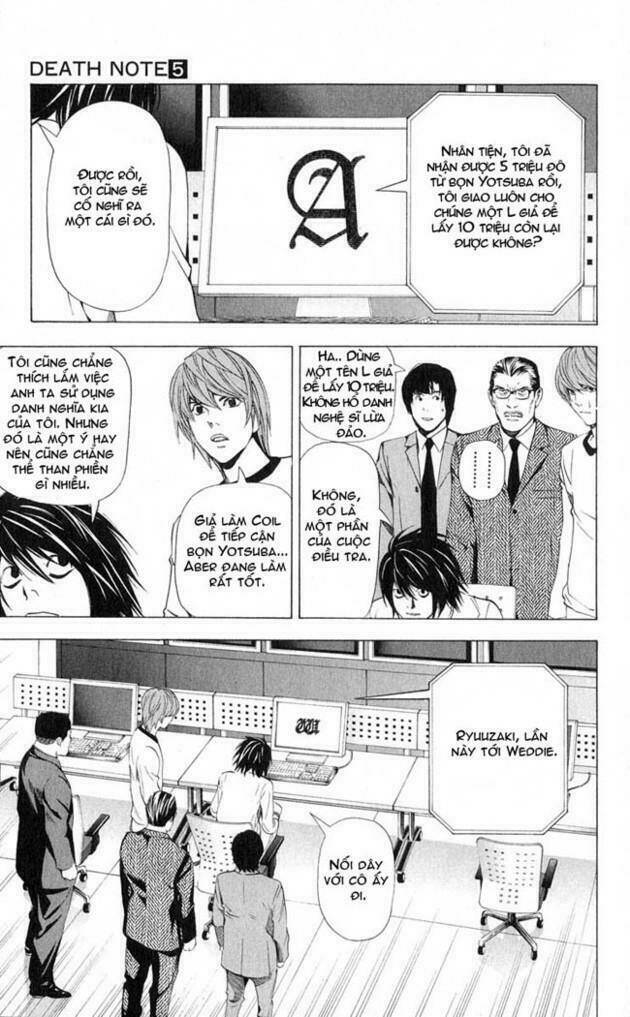 DEATH NOTE 5
ĐƯỢC RỒI,
TÔI CŨNG SẼ
CỐ NGHĨ RA
MỘT CÁI GÌ ĐÓ.
A
NHÂN TIỆN, TÔI ĐÃ
NHẬN ĐƯỢC 5 TRIỆU ĐÔ
TỪ BỌN YOTSUBA RỒI,
TÔI GIAO LUÔN CHO
CHÚNG MỘT L GIẢ ĐỂ
LẤY 10 TRIỆU CÒN LẠI
ĐƯỢC KHÔNG?
TÔI CŨNG CHẲNG
THÍCH LẮM VIỆC
ANH TA SỬ DỤNG
DANH NGHĨA KIA
CỦA TÔI. NHƯNG
ĐÓ LÀ MỘT Ý HAY
NÊN CŨNG CHẲNG
THỂ THAN PHIỀN
GÌ NHIỀU.
GIẢ LÀM COIL
ĐỂ TIẾP CẬN
BỌN YOTSUBA...
ABER ĐANG LÀM
RẤT TỐT.
HA.. DÙNG
MỘT TÊN L GIẢ
ĐỂ LẤY 10 TRIỆU.
KHÔNG HỔ DANH
NGHỆ SĨ LỪA
ĐẢO.
KHÔNG,
ĐÓ LÀ
MỘT PHẦN
CỦA CUỘC
ĐIỀU TRA.
W
RYUUZAKI, LẦN
NÀY TỚI WEDDIE.
NỐI DÂY
VỚI CÔ ẤY
ĐI.